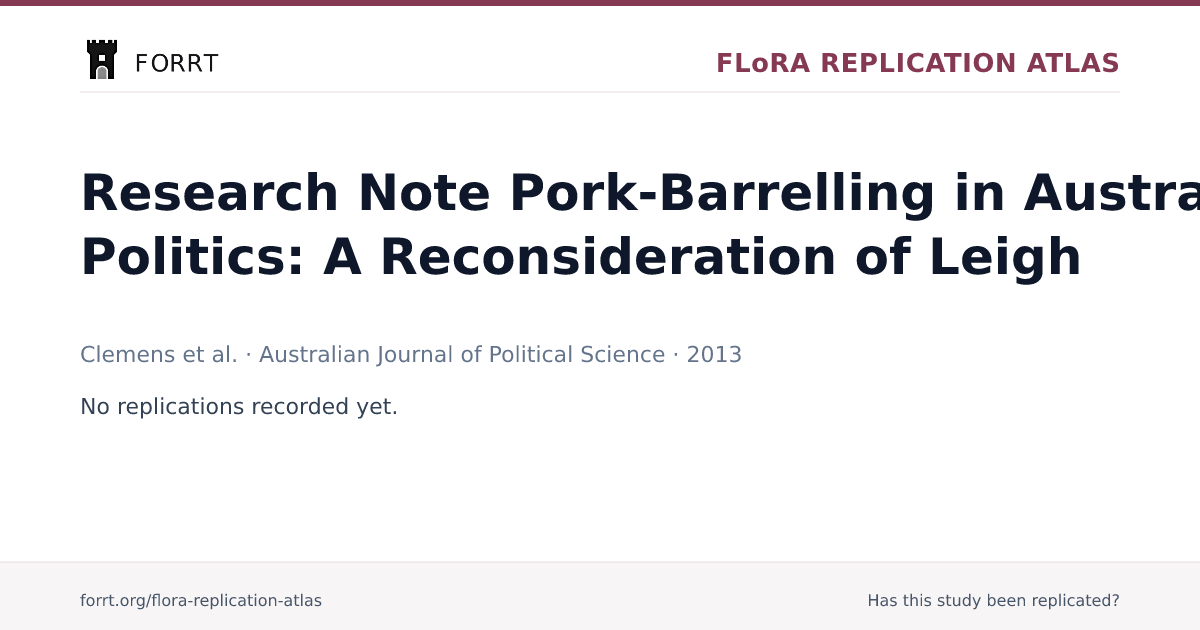 FORRT
FLoRA REPLICATION ATLAS
Research Note Pork-Barrelling in Austra
Politics: A Reconsideration of Leigh
Clemens et al. · Australian Journal of Political Science · 2013
No replications recorded yet.
forrt.org/flora-replication-atlas
Has this study been replicated?